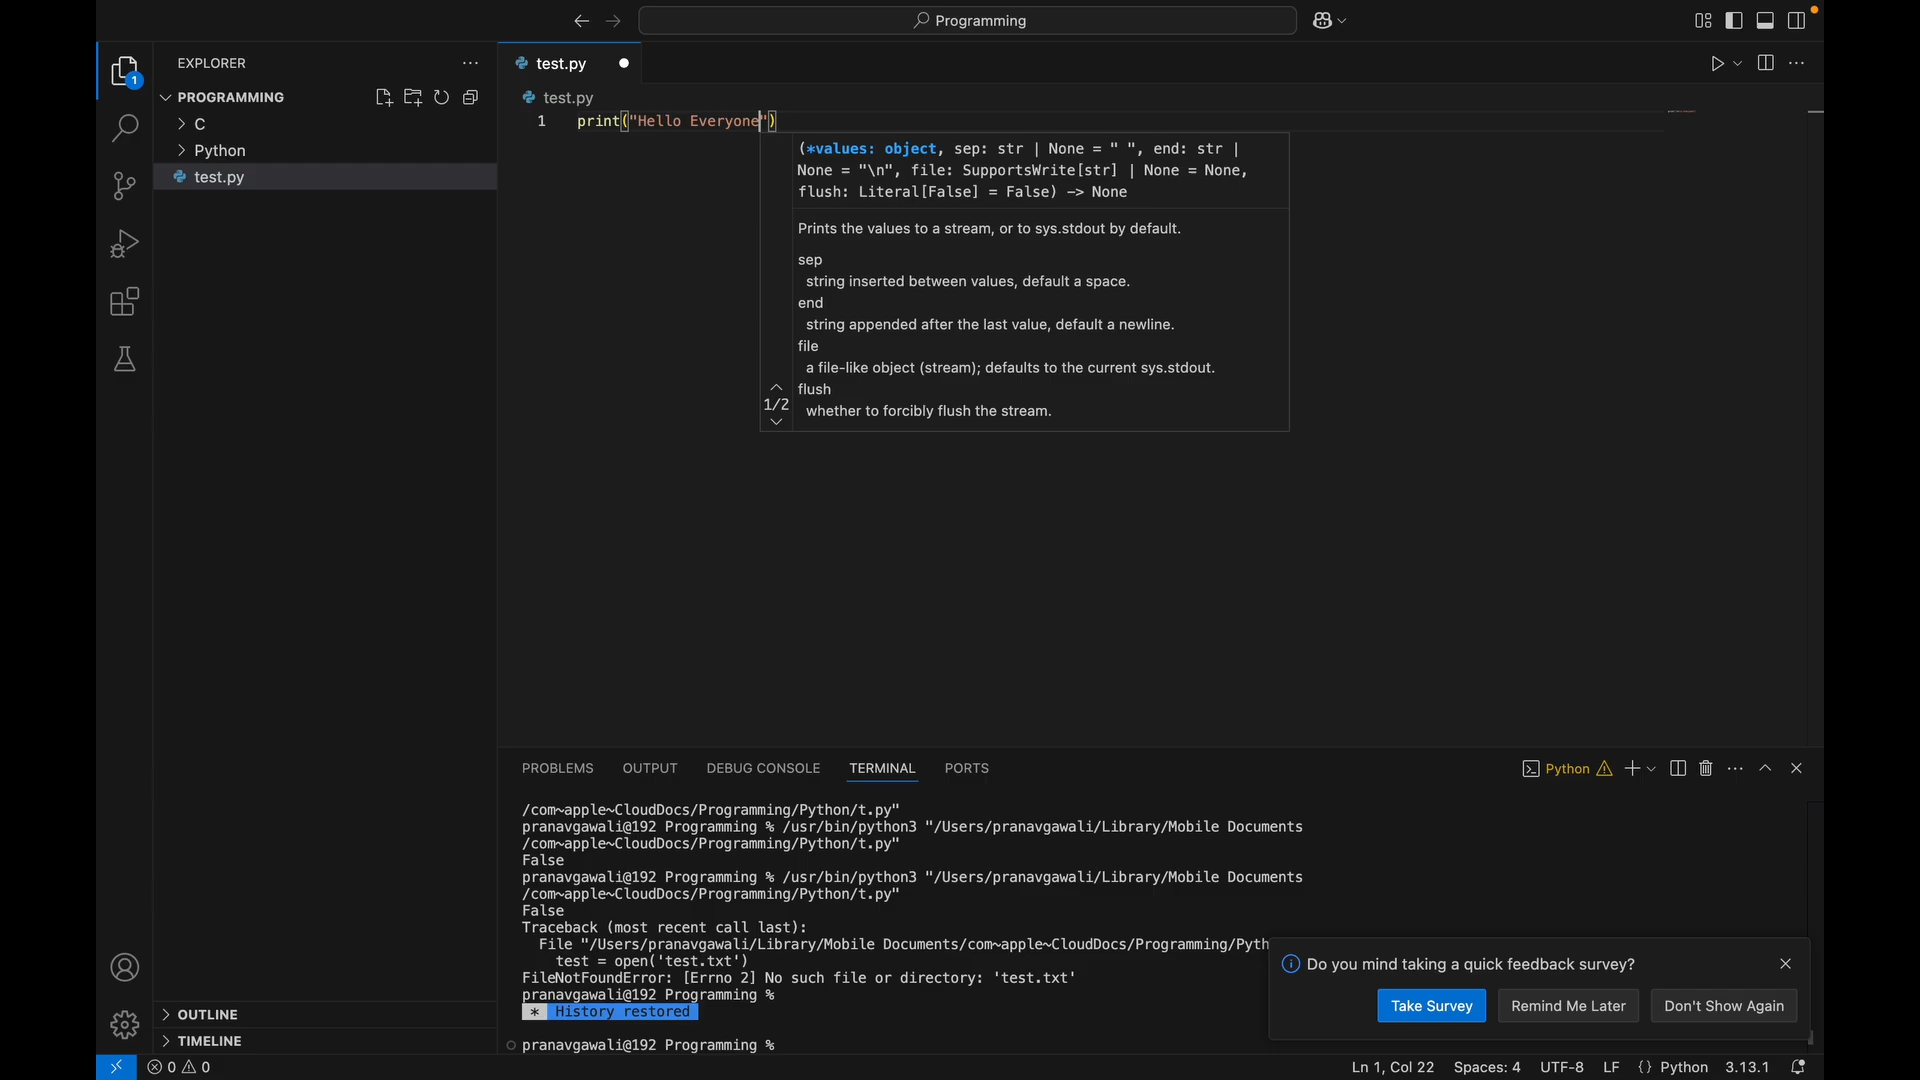 Programming
EXPLORER
1
PROGRAMMING
C
Python
test.py
OUTLINE
TIMELINE
test.py
test.py
1 print("Hello Everyone")
(*values: object, sep: str | None = " ", end: str |
None = "\n", file: SupportsWrite[str] | None = None,
flush: Literal[False] = False) -> None
Prints the values to a stream, or to sys.stdout by default.
sep
string inserted between values, default a space.
end
string appended after the last value, default a newline.
file
a file-like object (stream); defaults to the current sys.stdout.
flush
whether to forcibly flush the stream.
1/2
PROBLEMS OUTPUT DEBUG CONSOLE TERMINAL PORTS
Python
/com~apple~CloudDocs/Programming/Python/t.py"
pranavgawali@192 Programming % /usr/bin/python3 "/Users/pranavgawali/Library/Mobile Documents
/com~apple~CloudDocs/Programming/Python/t.py"
False
pranavgawali@192 Programming % /usr/bin/python3 "/Users/pranavgawali/Library/Mobile Documents
/com~apple~CloudDocs/Programming/Python/t.py"
False
Traceback (most recent call last):
File "/Users/pranavgawali/Library/Mobile Documents/com~apple~CloudDocs/Programming/Pyth
test = open('test.txt')
FileNotFoundError: [Errno 2] No such file or directory: 'test.txt'
pranavgawali@192 Programming %
* History restored
pranavgawali@192 Programming %
Do you mind taking a quick feedback survey?
Take Survey Remind Me Later Don't Show Again
0 0
Ln 1, Col 22 Spaces: 4 UTF-8 LF {} Python 3.13.1